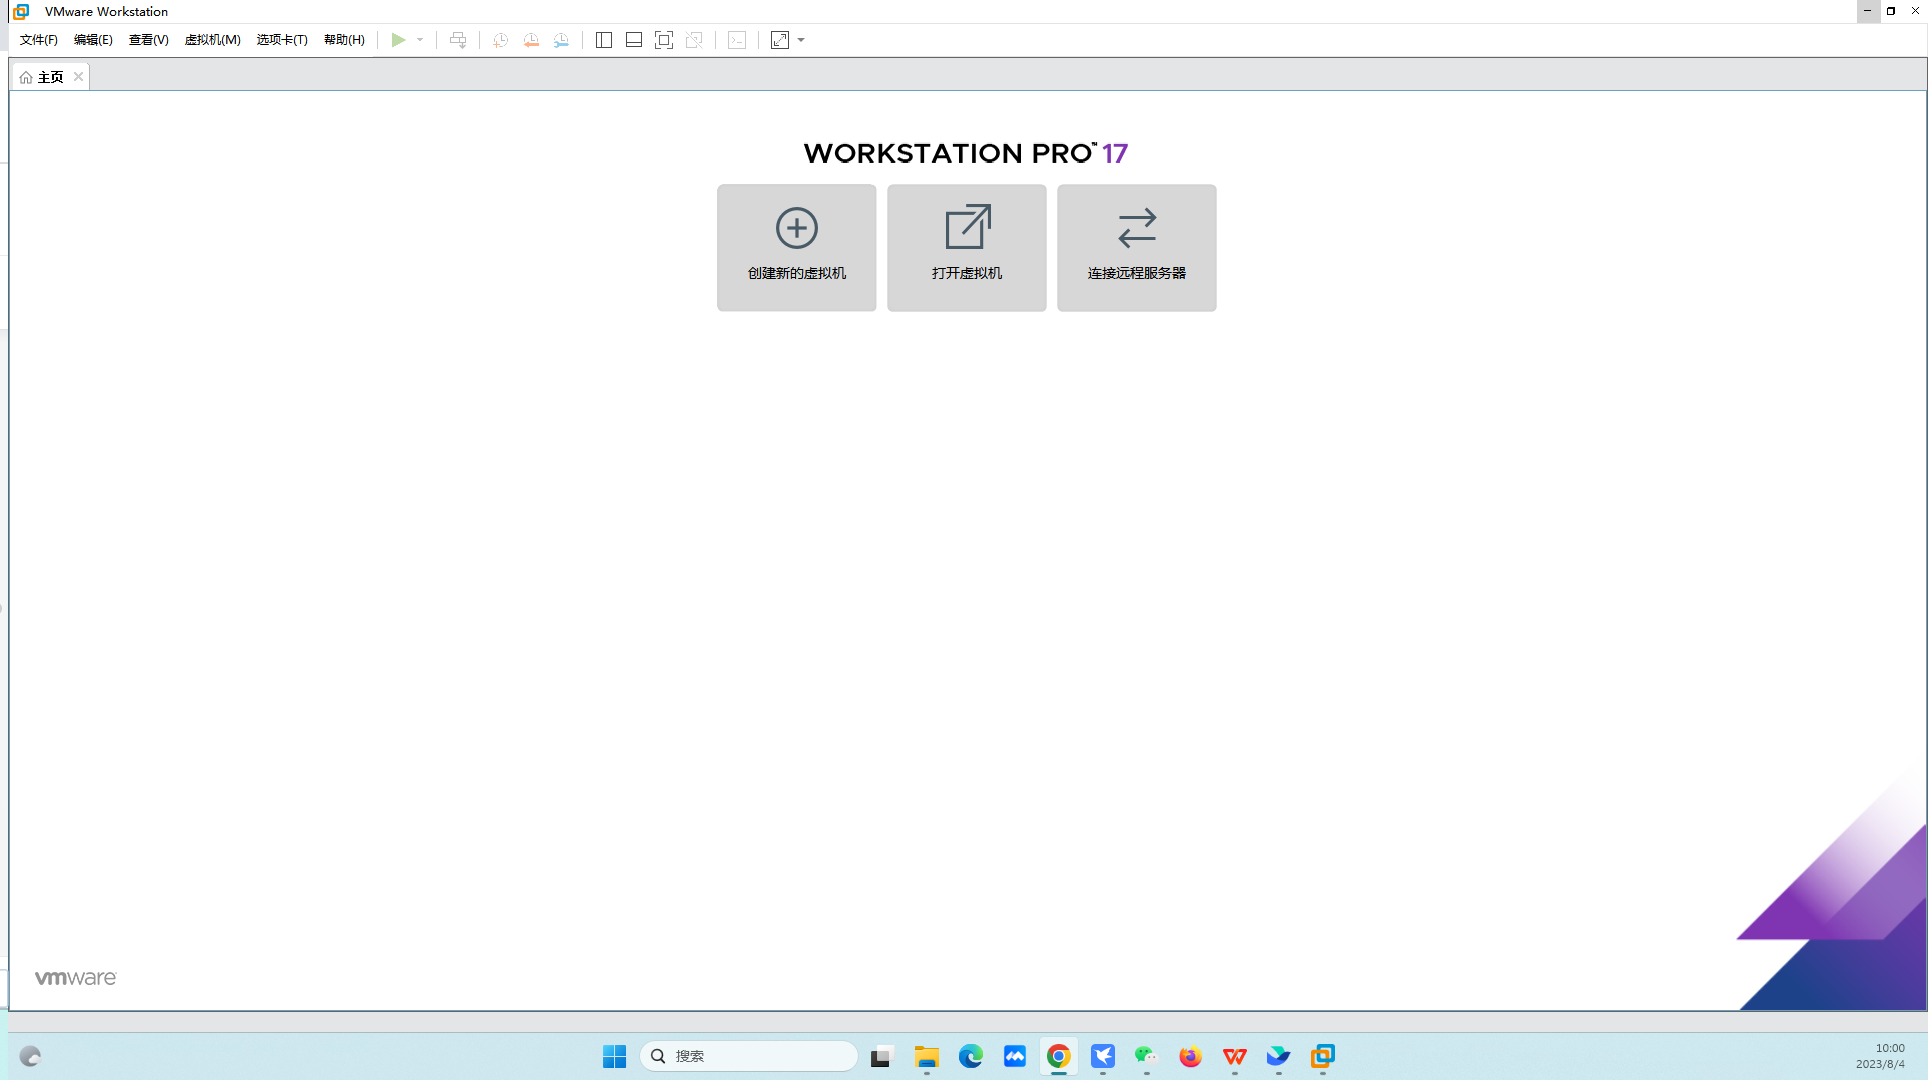 VMware Workstation
文件(F) 编辑(E) 查看(V) 虚拟机(M) 选项卡(T) 帮助(H)
主页
WORKSTATION PRO™ 17
创建新的虚拟机 打开虚拟机 连接远程服务器
vmware
搜索
10:00
2023/8/4